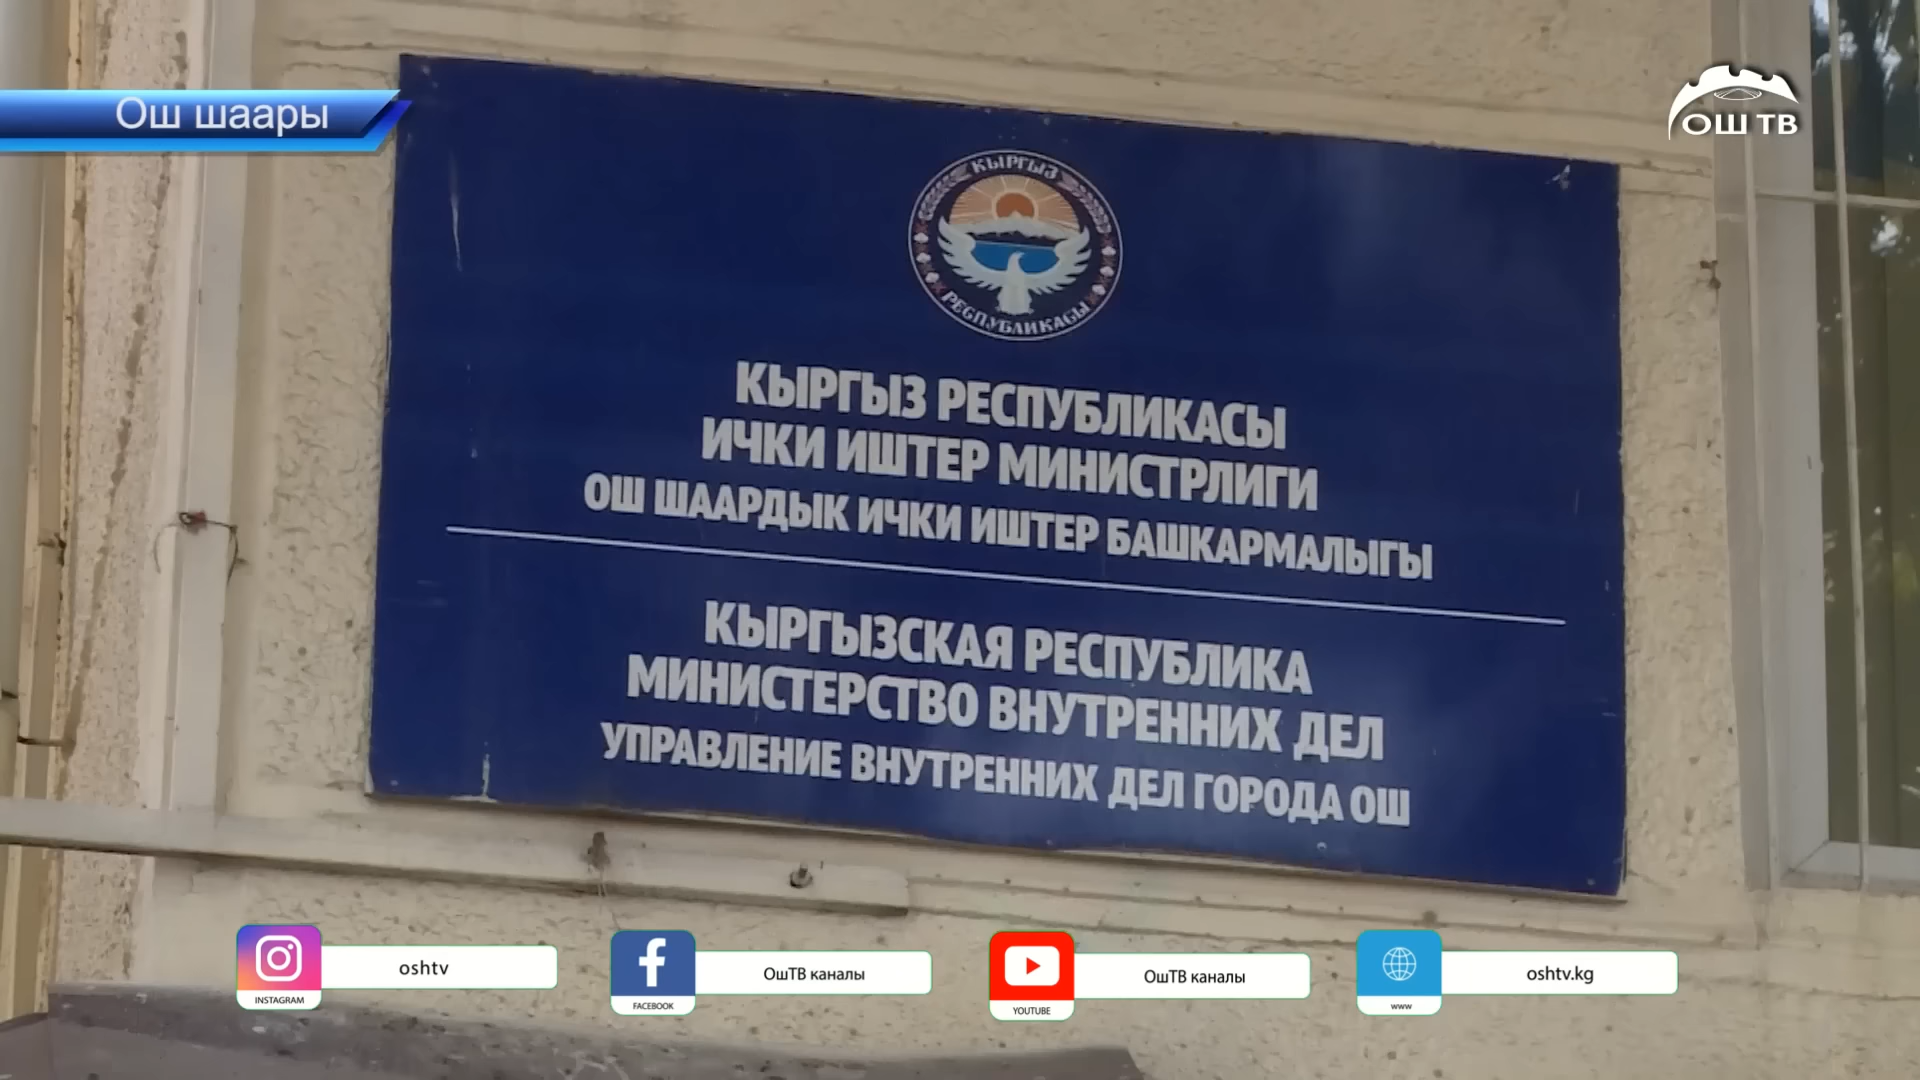 Ош шаары
ОШ ТВ
КЫРГЫЗ
РЕСПУБЛИКАСЫ
КЫРГЫЗ РЕСПУБЛИКАСЫ
ИЧКИ ИШТЕР МИНИСТРЛИГИ
ОШ ШААРДЫК ИЧКИ ИШТЕР БАШКАРМАЛЫГЫ
КЫРГЫЗСКАЯ РЕСПУБЛИКА
МИНИСТЕРСТВО ВНУТРЕННИХ ДЕЛ
УПРАВЛЕНИЕ ВНУТРЕННИХ ДЕЛ ГОРОДА ОШ
oshtv
INSTAGRAM
ОшТВ каналы
FACEBOOK
ОшТВ каналы
YOUTUBE
oshtv.kg
www